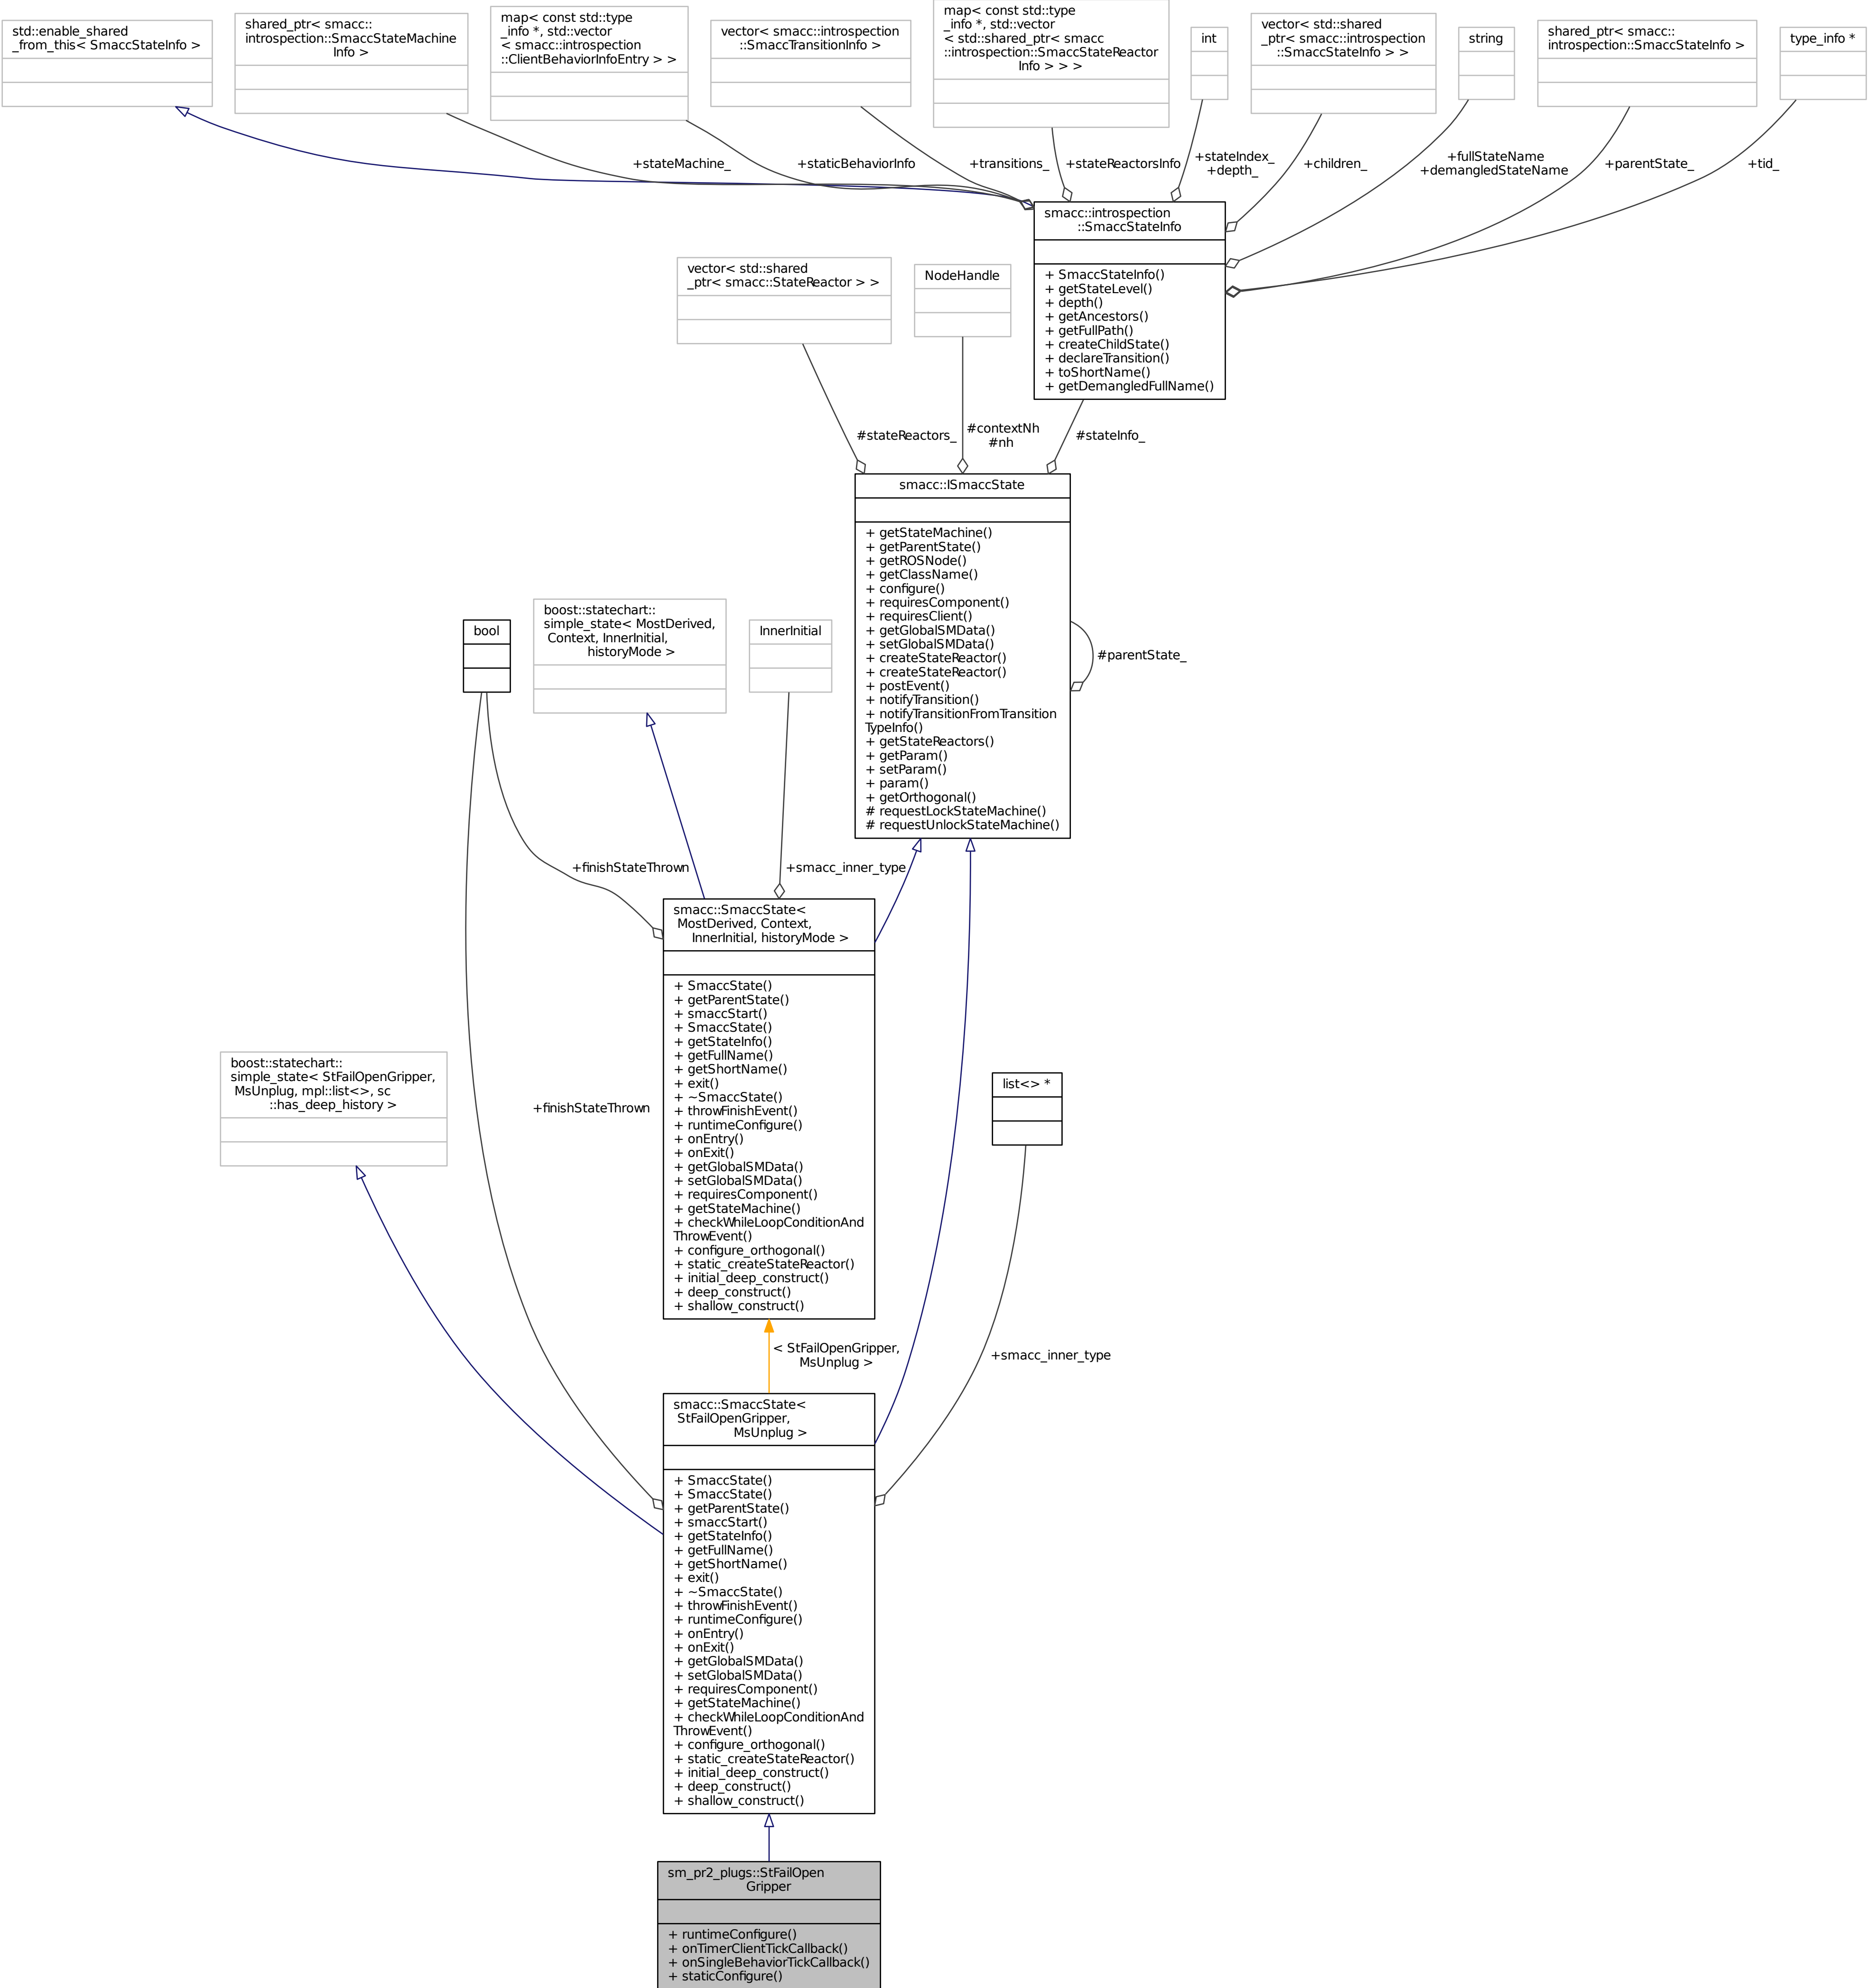 std::enable_shared
_from_this< SmaccStateInfo >
shared_ptr< smacc::
introspection::SmaccStateMachine
Info >
map< const std::type
_info *, std::vector
< smacc::introspection
::ClientBehaviorInfoEntry > >
vector< smacc::introspection
::SmaccTransitionInfo >
map< const std::type
_info *, std::vector
< std::shared_ptr< smacc
::introspection::SmaccStateReactor
Info > > >
int
vector< std::shared
_ptr< smacc::introspection
::SmaccStateInfo > >
string
shared_ptr< smacc::
introspection::SmaccStateInfo >
type_info *
+stateMachine_
+staticBehaviorInfo
+transitions_
+stateReactorsInfo
+stateIndex_
+depth_
+children_
+fullStateName
+demangledStateName
+parentState_
+tid_
smacc::introspection
::SmaccStateInfo
+ SmaccStateInfo()
+ getStateLevel()
+ depth()
+ getAncestors()
+ getFullPath()
+ createChildState()
+ declareTransition()
+ toShortName()
+ getDemangledFullName()
vector< std::shared
_ptr< smacc::StateReactor > >
NodeHandle
#stateReactors_
#contextNh
#nh
#stateInfo_
smacc::ISmaccState
+ getStateMachine()
+ getParentState()
+ getROSNode()
+ getClassName()
+ configure()
+ requiresComponent()
+ requiresClient()
+ getGlobalSMData()
+ setGlobalSMData()
+ createStateReactor()
+ createStateReactor()
+ postEvent()
+ notifyTransition()
+ notifyTransitionFromTransition
TypeInfo()
+ getStateReactors()
+ getParam()
+ setParam()
+ param()
+ getOrthogonal()
# requestLockStateMachine()
# requestUnlockStateMachine()
#parentState_
bool
boost::statechart::
simple_state< MostDerived,
Context, InnerInitial,
historyMode >
InnerInitial
+finishStateThrown
+smacc_inner_type
smacc::SmaccState<
MostDerived, Context,
InnerInitial, historyMode >
+ SmaccState()
+ getParentState()
+ smaccStart()
+ SmaccState()
+ getStateInfo()
+ getFullName()
+ getShortName()
+ exit()
+ ~SmaccState()
+ throwFinishEvent()
+ runtimeConfigure()
+ onEntry()
+ onExit()
+ getGlobalSMData()
+ setGlobalSMData()
+ requiresComponent()
+ getStateMachine()
+ checkWhileLoopConditionAnd
ThrowEvent()
+ configure_orthogonal()
+ static_createStateReactor()
+ initial_deep_construct()
+ deep_construct()
+ shallow_construct()
boost::statechart::
simple_state< StFailOpenGripper,
MsUnplug, mpl::list<>, sc
::has_deep_history >
+finishStateThrown
list<> *
< StFailOpenGripper,
MsUnplug >
+smacc_inner_type
smacc::SmaccState<
StFailOpenGripper,
MsUnplug >
+ SmaccState()
+ SmaccState()
+ getParentState()
+ smaccStart()
+ getStateInfo()
+ getFullName()
+ getShortName()
+ exit()
+ ~SmaccState()
+ throwFinishEvent()
+ runtimeConfigure()
+ onEntry()
+ onExit()
+ getGlobalSMData()
+ setGlobalSMData()
+ requiresComponent()
+ getStateMachine()
+ checkWhileLoopConditionAnd
ThrowEvent()
+ configure_orthogonal()
+ static_createStateReactor()
+ initial_deep_construct()
+ deep_construct()
+ shallow_construct()
sm_pr2_plugs::StFailOpen
Gripper
+ runtimeConfigure()
+ onTimerClientTickCallback()
+ onSingleBehaviorTickCallback()
+ staticConfigure()